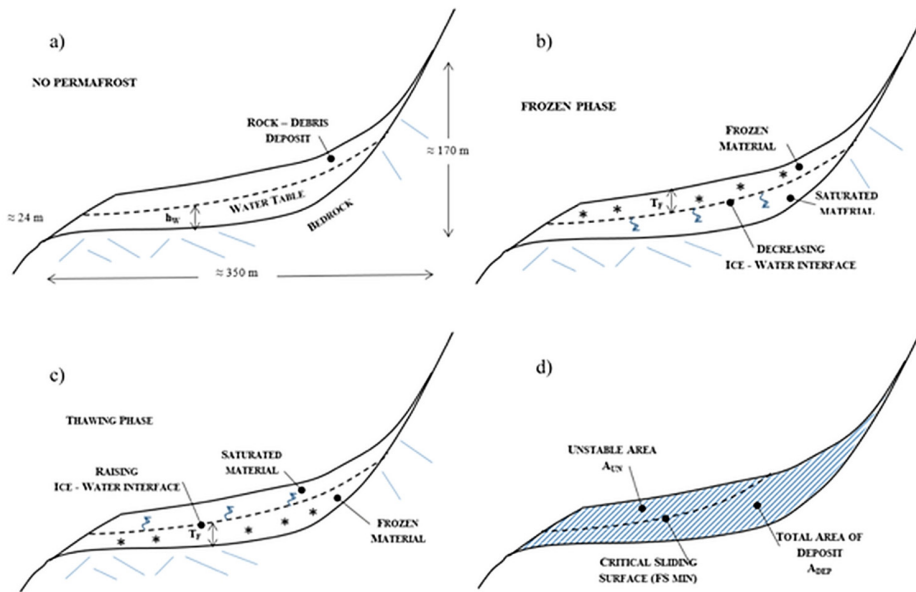 a)
NO PERMAFROST
ROCK – DEBRIS
DEPOSIT
≈ 170 m
≈ 24 m
hW
WATER TABLE
BEDROCK
≈ 350 m
b)
FROZEN PHASE
FROZEN
MATERIAL
TF
SATURATED
MATERIAL
DECREASING
ICE - WATER INTERFACE
c)
THAWING PHASE
SATURATED
MATERIAL
RAISING
ICE - WATER INTERFACE
TF
FROZEN
MATERIAL
d)
UNSTABLE AREA
AUN
CRITICAL SLIDING
SURFACE (FS MIN)
TOTAL AREA OF
DEPOSIT
ADEP